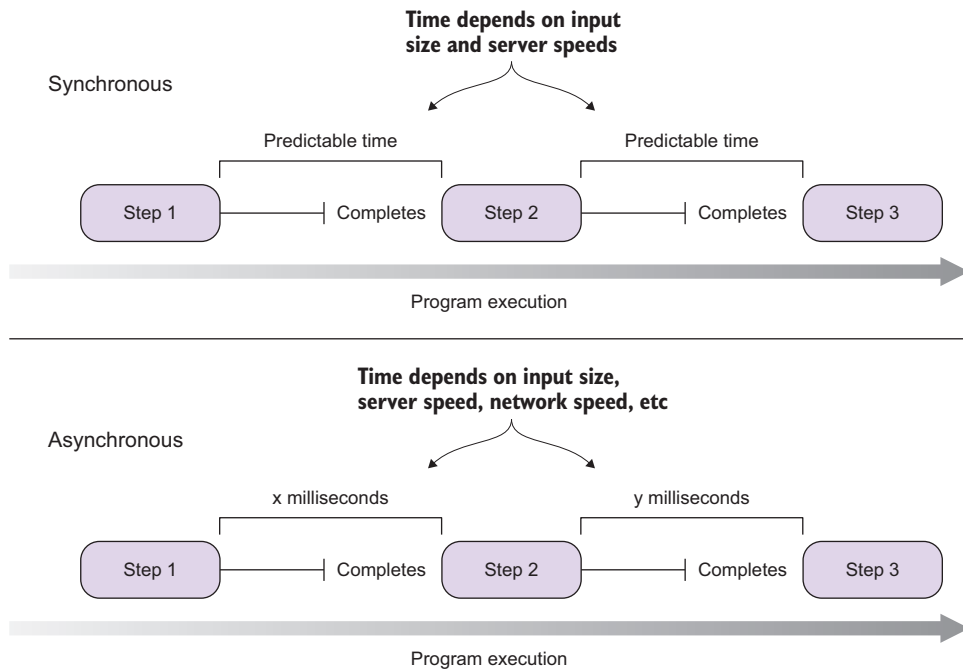 Time depends on input
size and server speeds
Synchronous
Predictable time
Predictable time
Step 1
Completes
Step 2
Completes
Step 3
Program execution
Time depends on input size,
server speed, network speed, etc
Asynchronous
x milliseconds
y milliseconds
Step 1
Completes
Step 2
Completes
Step 3
Program execution